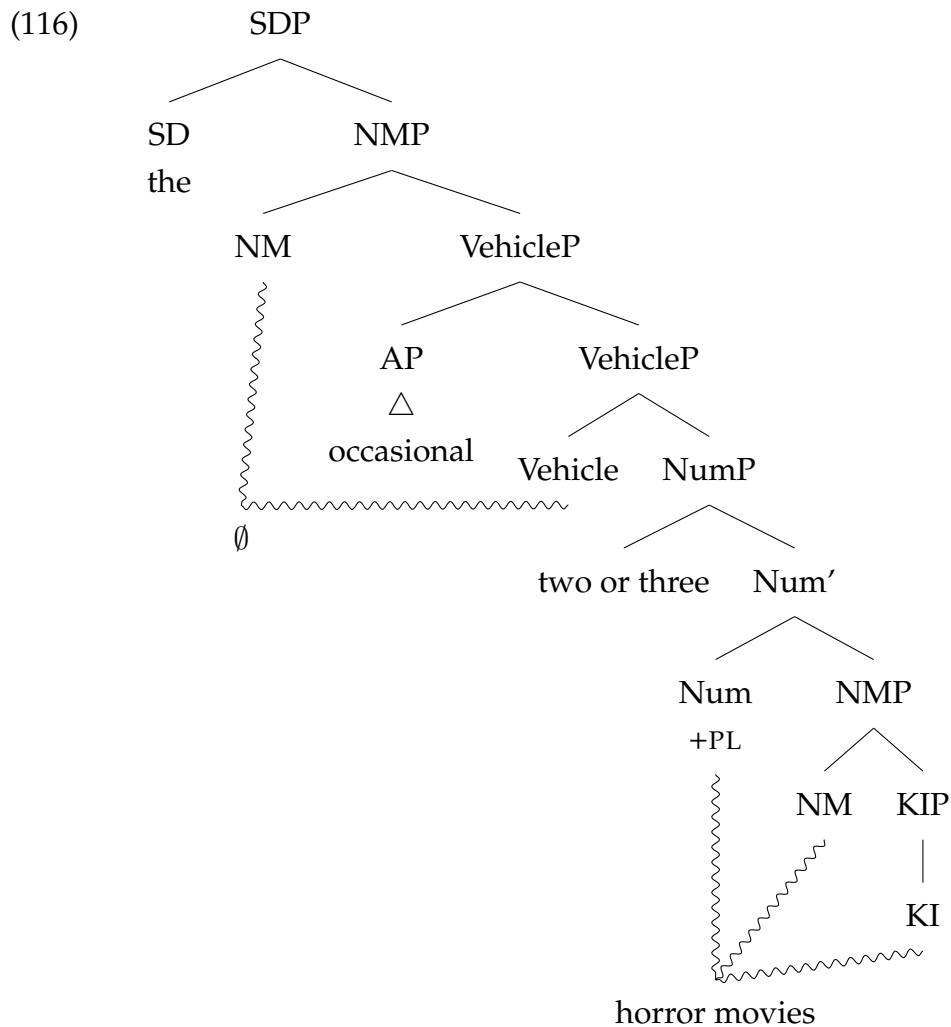 (116) SDP
SD NMP
the
NM VehicleP
AP VehicleP
△
occasional Vehicle NumP
∅
two or three Num'
Num NMP
+PL
NM KIP
KI
horror movies